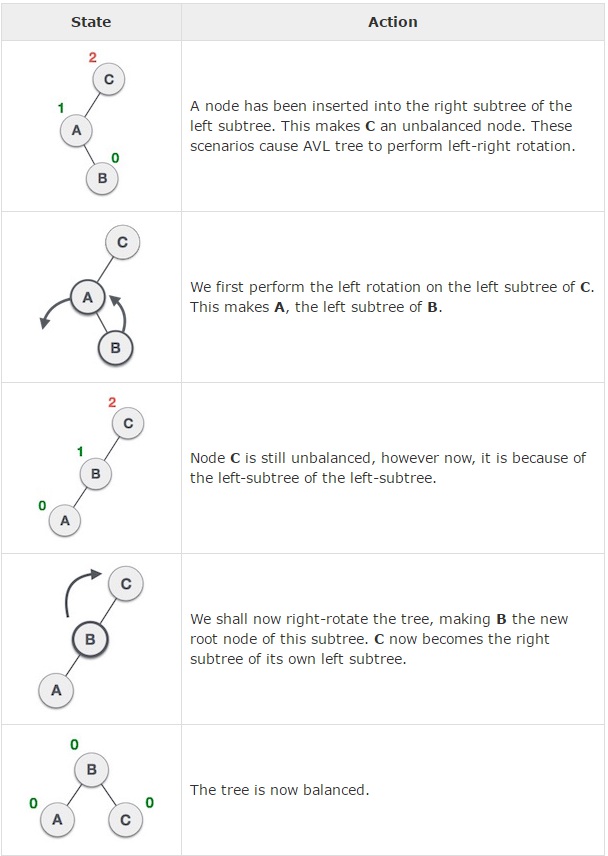 State
Action
2
C
1
A
0
B
A node has been inserted into the right subtree of the
left subtree. This makes C an unbalanced node. These
scenarios cause AVL tree to perform left-right rotation.
C
A
B
We first perform the left rotation on the left subtree of C.
This makes A, the left subtree of B.
2
C
1
B
0
A
Node C is still unbalanced, however now, it is because of
the left-subtree of the left-subtree.
C
B
A
We shall now right-rotate the tree, making B the new
root node of this subtree. C now becomes the right
subtree of its own left subtree.
0
B
0
A
C
0
The tree is now balanced.